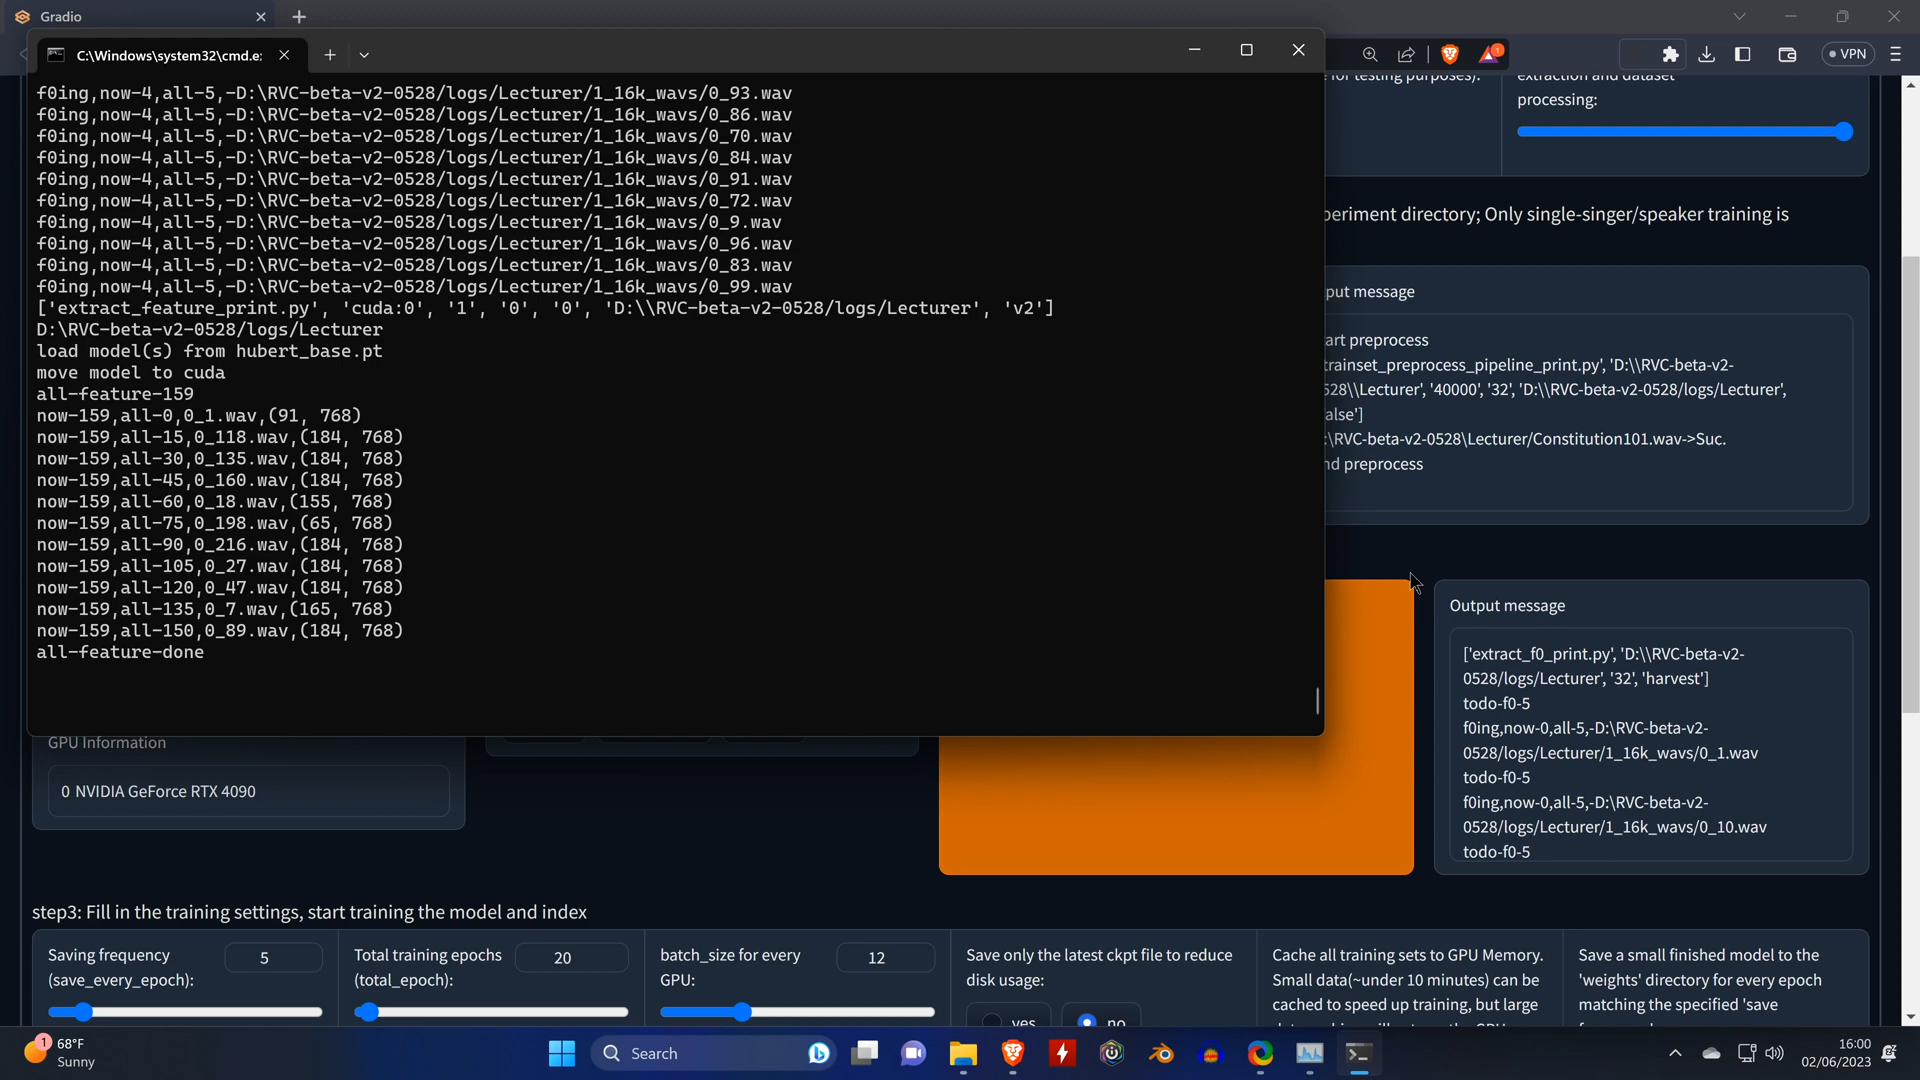 Gradio
C:\Windows\system32\cmd.e:
VPN
f0ing,now-4,all-5,-D:\RVC-beta-v2-0528/logs/Lecturer/1_16k_wavs/0_93.wav
f0ing,now-4,all-5,-D:\RVC-beta-v2-0528/logs/Lecturer/1_16k_wavs/0_86.wav
f0ing,now-4,all-5,-D:\RVC-beta-v2-0528/logs/Lecturer/1_16k_wavs/0_70.wav
f0ing,now-4,all-5,-D:\RVC-beta-v2-0528/logs/Lecturer/1_16k_wavs/0_84.wav
f0ing,now-4,all-5,-D:\RVC-beta-v2-0528/logs/Lecturer/1_16k_wavs/0_91.wav
f0ing,now-4,all-5,-D:\RVC-beta-v2-0528/logs/Lecturer/1_16k_wavs/0_72.wav
f0ing,now-4,all-5,-D:\RVC-beta-v2-0528/logs/Lecturer/1_16k_wavs/0_9.wav
f0ing,now-4,all-5,-D:\RVC-beta-v2-0528/logs/Lecturer/1_16k_wavs/0_96.wav
f0ing,now-4,all-5,-D:\RVC-beta-v2-0528/logs/Lecturer/1_16k_wavs/0_83.wav
f0ing,now-4,all-5,-D:\RVC-beta-v2-0528/logs/Lecturer/1_16k_wavs/0_99.wav
['extract_feature_print.py', 'cuda:0', '1', '0', '0', 'D:\\RVC-beta-v2-0528/logs/Lecturer', 'v2']
D:\RVC-beta-v2-0528/logs/Lecturer
load model(s) from hubert_base.pt
move model to cuda
all-feature-159
now-159,all-0,0_1.wav,(91, 768)
now-159,all-15,0_118.wav,(184, 768)
now-159,all-30,0_135.wav,(184, 768)
now-159,all-45,0_160.wav,(184, 768)
now-159,all-60,0_18.wav,(155, 768)
now-159,all-75,0_198.wav,(65, 768)
now-159,all-90,0_216.wav,(184, 768)
now-159,all-105,0_27.wav,(184, 768)
now-159,all-120,0_47.wav,(184, 768)
now-159,all-135,0_7.wav,(165, 768)
now-159,all-150,0_89.wav,(184, 768)
all-feature-done
e for testing purposes).
extraction and dataset
processing:
periment directory; Only single-singer/speaker training is
put message
art preprocess
trainset_preprocess_pipeline_print.py', 'D:\\RVC-beta-v2-
528\\Lecturer', '40000', '32', 'D:\\RVC-beta-v2-0528/logs/Lecturer',
alse']
:\RVC-beta-v2-0528\Lecturer/Constitution101.wav->Suc.
nd preprocess
GPU Information
0 NVIDIA GeForce RTX 4090
Output message
['extract_f0_print.py', 'D:\\RVC-beta-v2-
0528/logs/Lecturer', '32', 'harvest']
todo-f0-5
f0ing,now-0,all-5,-D:\RVC-beta-v2-
0528/logs/Lecturer/1_16k_wavs/0_1.wav
todo-f0-5
f0ing,now-0,all-5,-D:\RVC-beta-v2-
0528/logs/Lecturer/1_16k_wavs/0_10.wav
todo-f0-5
step3: Fill in the training settings, start training the model and index
Saving frequency
(save_every_epoch):
5
Total training epochs
(total_epoch):
20
batch_size for every
GPU:
12
Save only the latest ckpt file to reduce
disk usage:
yes
no
Cache all training sets to GPU Memory.
Small data(~under 10 minutes) can be
cached to speed up training, but large
Save a small finished model to the
'weights' directory for every epoch
matching the specified 'save
1
68°F
Sunny
Search
16:00
02/06/2023